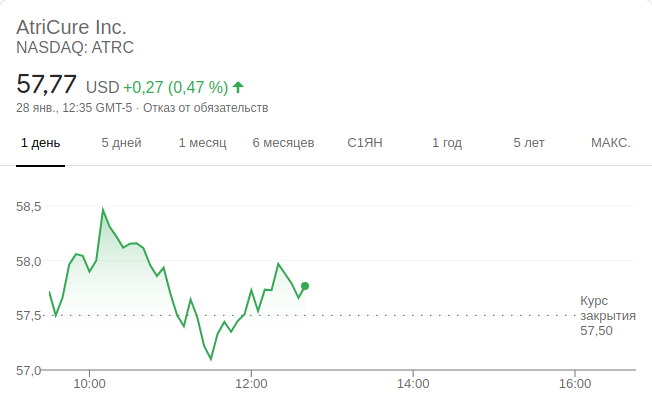 AtriCure Inc.
NASDAQ: ATRC
57,77 USD +0,27 (0,47 %)
28 янв., 12:35 GMT-5 · Отказ от обязательств
1 день 5 дней 1 месяц 6 месяцев С1ЯН 1 год 5 лет МАКС.
58,5
58,0
57,5
57,0
Курс
закрытия
57,50
10:00 12:00 14:00 16:00